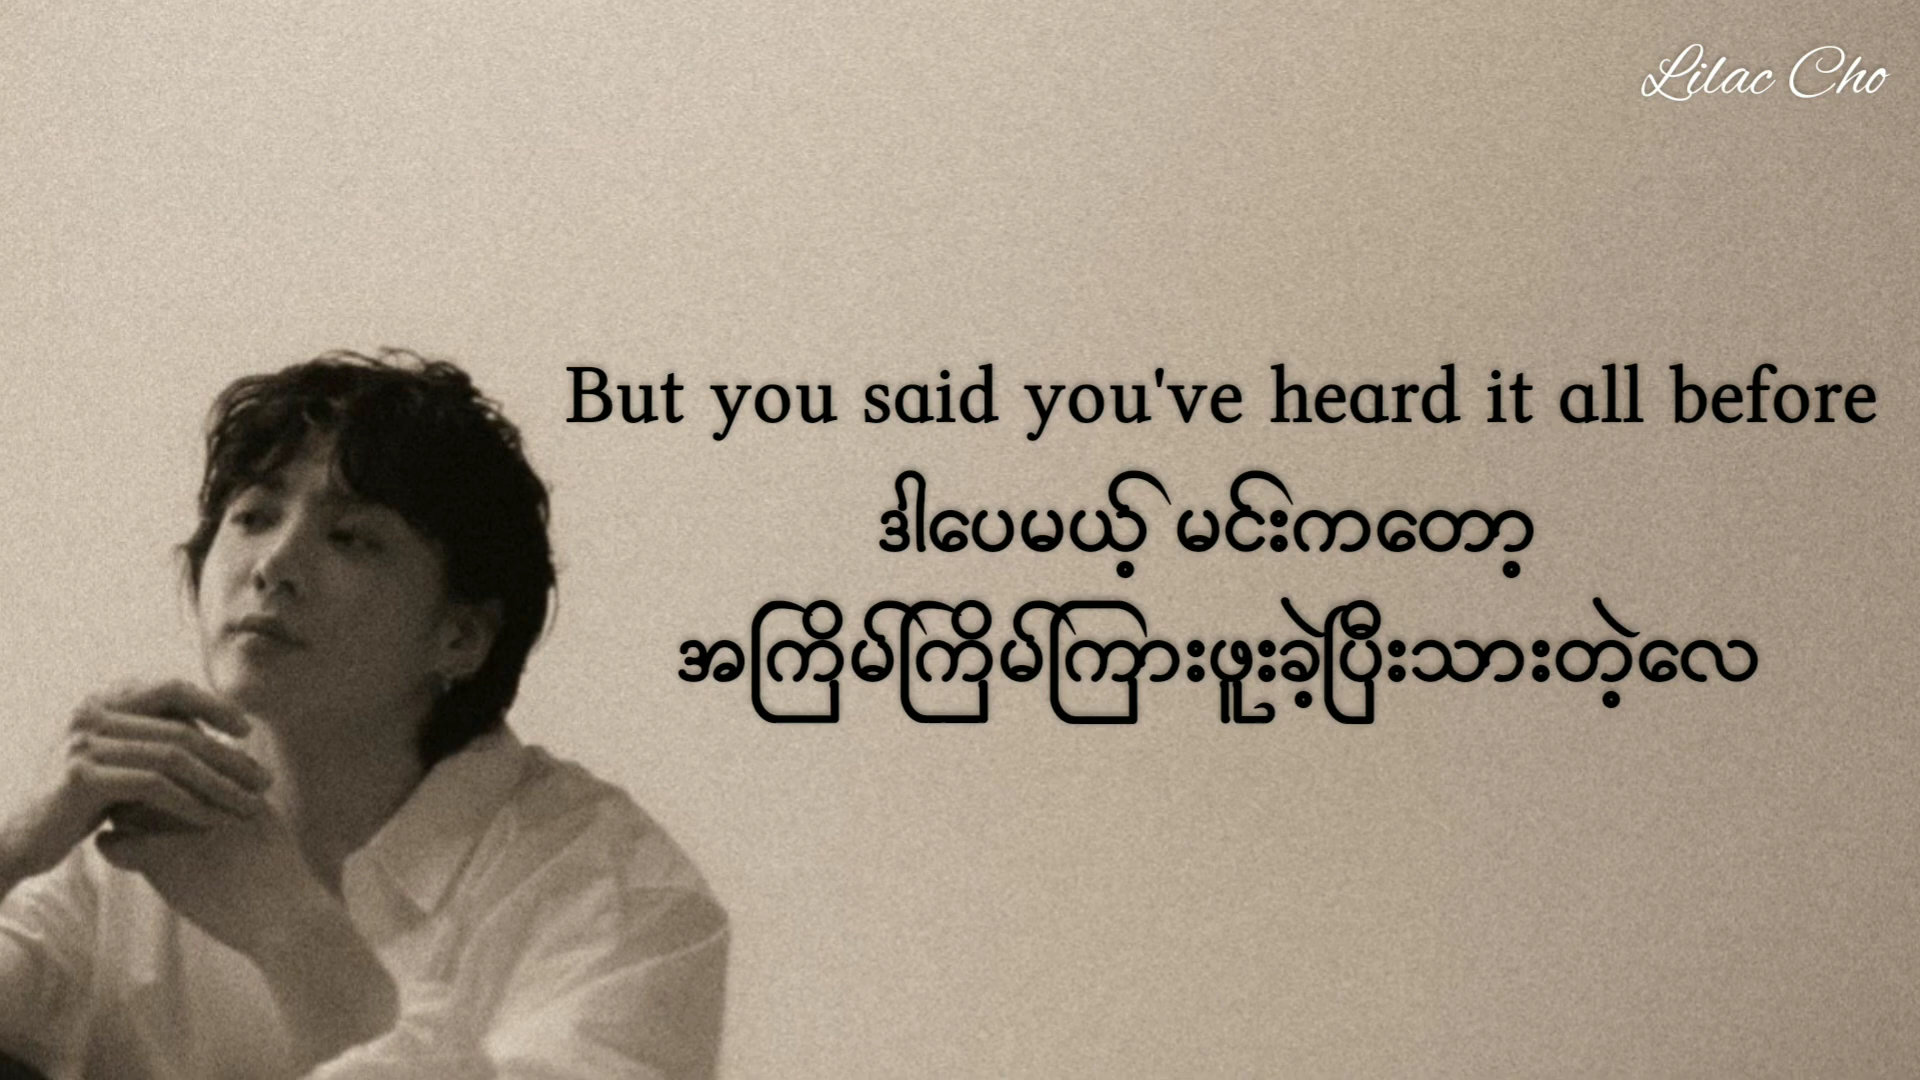 Lilac Cho
But you said you've heard it all before
ဒါပေမယ့် မင်းကတော့
အကြိမ်ကြိမ်ကြားဖူးခဲ့ပြီးသားတဲ့လေ